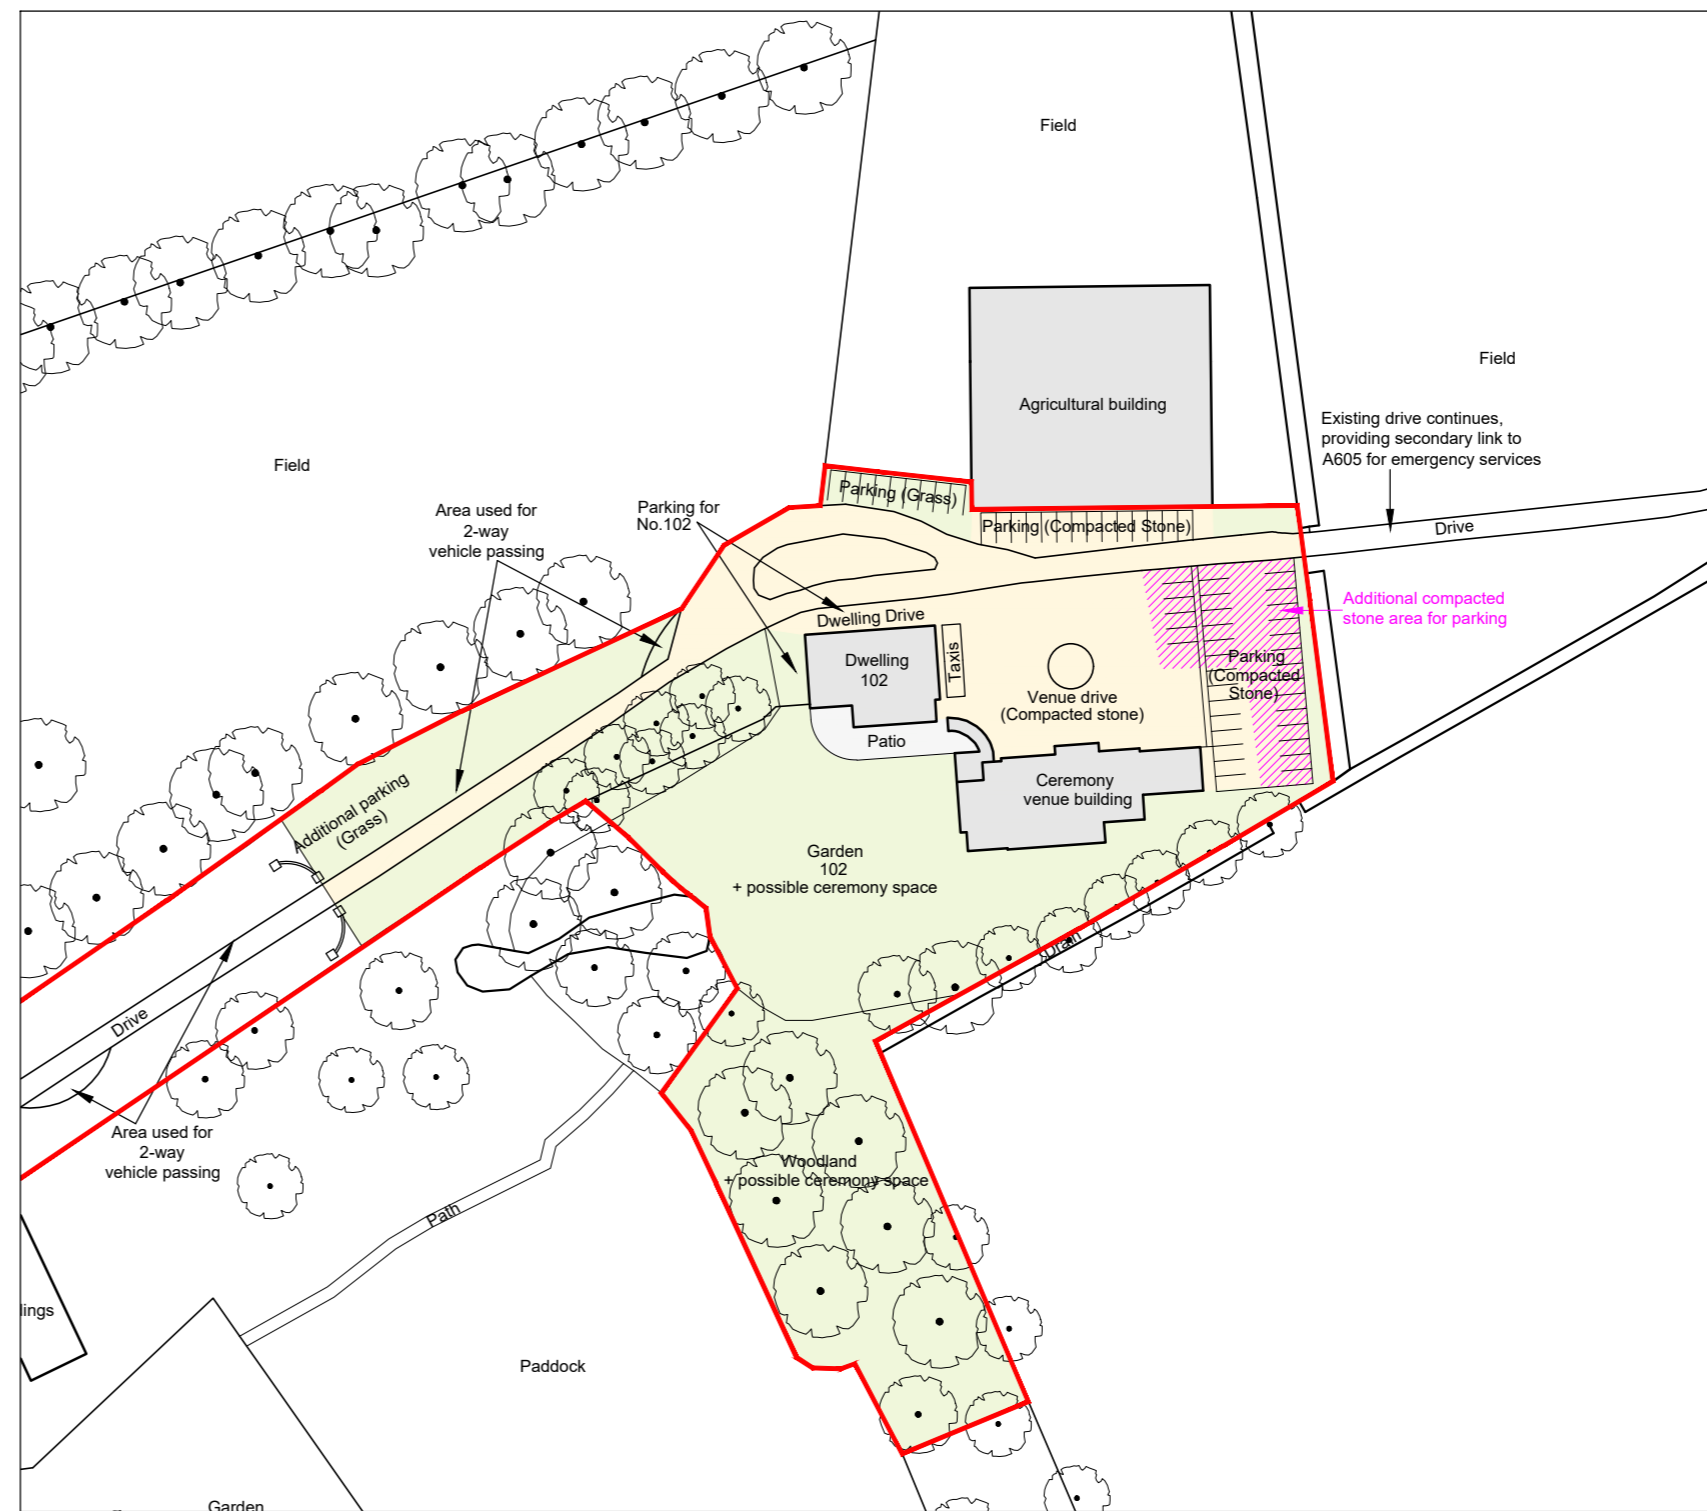 Field
Field
Agricultural building
Existing drive continues,
providing secondary link to
A605 for emergency services
Field
Parking (Grass)
Parking for
No.102
Area used for
2-way
vehicle passing
Parking (Compacted Stone)
Drive
Additional compacted
stone area for parking
Dwelling Drive
Dwelling
102
Taxis
Parking
(Compacted
Stone)
Venue drive
(Compacted stone)
Patio
Ceremony
venue building
Additional parking
(Grass)
Garden
102
+ possible ceremony space
Drain
Drive
Area used for
2-way
vehicle passing
Woodland
+ possible ceremony space
Path
lings
Paddock
Garden